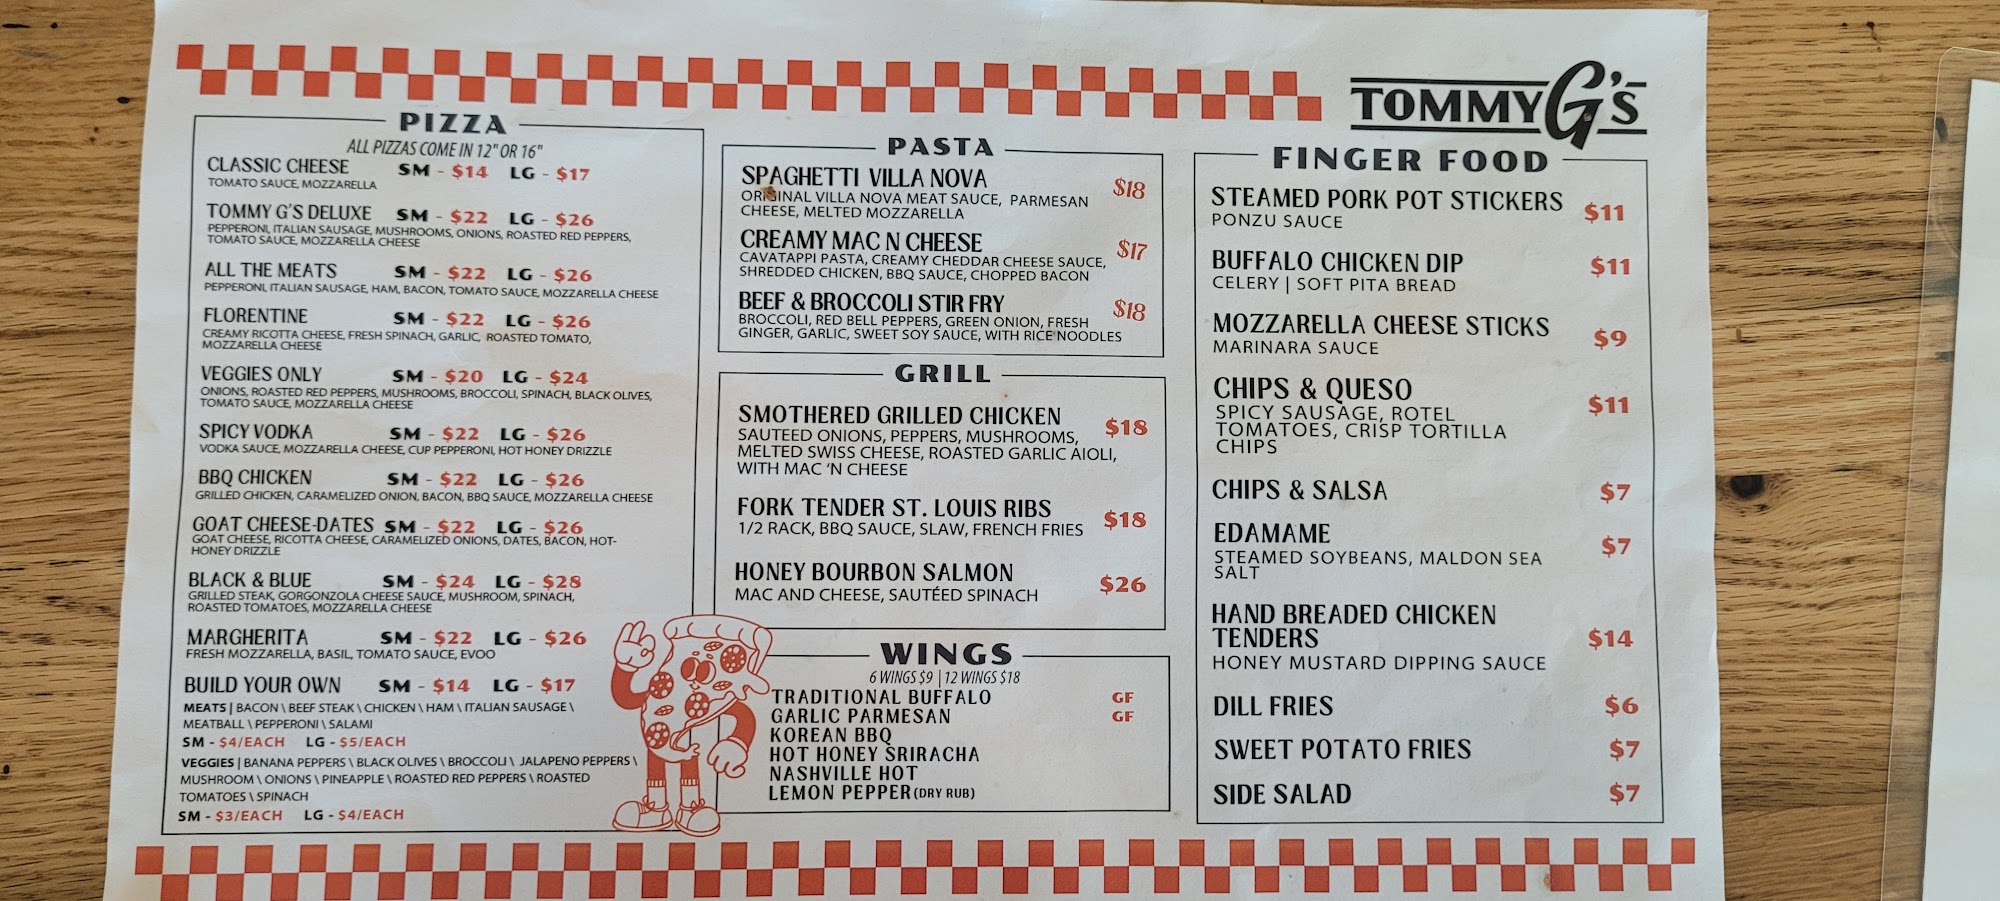 TOMMY G'S
PIZZA
ALL PIZZAS COME IN 12" OR 16"
CLASSIC CHEESE SM - $14 LG - $17
TOMATO SAUCE, MOZZARELLA
TOMMY G'S DELUXE SM - $22 LG - $26
PEPPERONI, ITALIAN SAUSAGE, MUSHROOMS, ONIONS, ROASTED RED PEPPERS,
TOMATO SAUCE, MOZZARELLA CHEESE
ALL THE MEATS SM - $22 LG - $26
PEPPERONI, ITALIAN SAUSAGE, HAM, BACON, TOMATO SAUCE, MOZZARELLA CHEESE
FLORENTINE SM - $22 LG - $26
CREAMY RICOTTA CHEESE, FRESH SPINACH, GARLIC, ROASTED TOMATO,
MOZZARELLA CHEESE
VEGGIES ONLY SM - $20 LG - $24
ONIONS, ROASTED RED PEPPERS, MUSHROOMS, BROCCOLI, SPINACH, BLACK OLIVES,
TOMATO SAUCE, MOZZARELLA CHEESE
SPICY VODKA SM - $22 LG - $26
VODKA SAUCE, MOZZARELLA CHEESE, CUP PEPPERONI, HOT HONEY DRIZZLE
BBQ CHICKEN SM - $22 LG - $26
GRILLED CHICKEN, CARAMELIZED ONION, BACON, BBQ SAUCE, MOZZARELLA CHEESE
GOAT CHEESE-DATES SM - $22 LG - $26
GOAT CHEESE, RICOTTA CHEESE, CARAMELIZED ONIONS, DATES, BACON, HOT-
HONEY DRIZZLE
BLACK & BLUE SM - $24 LG - $28
GRILLED STEAK, GORGONZOLA CHEESE SAUCE, MUSHROOM, SPINACH,
ROASTED TOMATOES, MOZZARELLA CHEESE
MARGHERITA SM - $22 LG - $26
FRESH MOZZARELLA, BASIL, TOMATO SAUCE, EVOO
BUILD YOUR OWN SM - $14 LG - $17
MEATS | BACON \ BEEF STEAK \ CHICKEN \ HAM \ ITALIAN SAUSAGE \
MEATBALL \ PEPPERONI \ SALAMI
SM - $4/EACH LG - $5/EACH
VEGGIES | BANANA PEPPERS \ BLACK OLIVES \ BROCCOLI \ JALAPENO PEPPERS \
MUSHROOM \ ONIONS \ PINEAPPLE \ ROASTED RED PEPPERS \ ROASTED
TOMATOES \ SPINACH
SM - $3/EACH LG - $4/EACH
PASTA
SPAGHETTI VILLA NOVA $18
ORIGINAL VILLA NOVA MEAT SAUCE, PARMESAN
CHEESE, MELTED MOZZARELLA
CREAMY MAC N CHEESE $17
CAVATAPPI PASTA, CREAMY CHEDDAR CHEESE SAUCE,
SHREDDED CHICKEN, BBQ SAUCE, CHOPPED BACON
BEEF & BROCCOLI STIR FRY $18
BROCCOLI, RED BELL PEPPERS, GREEN ONION, FRESH
GINGER, GARLIC, SWEET SOY SAUCE, WITH RICE NOODLES
GRILL
SMOTHERED GRILLED CHICKEN $18
SAUTEED ONIONS, PEPPERS, MUSHROOMS,
MELTED SWISS CHEESE, ROASTED GARLIC AIOLI,
WITH MAC 'N CHEESE
FORK TENDER ST. LOUIS RIBS $18
1/2 RACK, BBQ SAUCE, SLAW, FRENCH FRIES
HONEY BOURBON SALMON $26
MAC AND CHEESE, SAUTÉED SPINACH
WINGS
6 WINGS $9 | 12 WINGS $18
TRADITIONAL BUFFALO GF
GARLIC PARMESAN GF
KOREAN BBQ
HOT HONEY SRIRACHA
NASHVILLE HOT
LEMON PEPPER (DRY RUB)
FINGER FOOD
STEAMED PORK POT STICKERS $11
PONZU SAUCE
BUFFALO CHICKEN DIP $11
CELERY | SOFT PITA BREAD
MOZZARELLA CHEESE STICKS $9
MARINARA SAUCE
CHIPS & QUESO $11
SPICY SAUSAGE, ROTEL
TOMATOES, CRISP TORTILLA
CHIPS
CHIPS & SALSA $7
EDAMAME $7
STEAMED SOYBEANS, MALDON SEA
SALT
HAND BREADED CHICKEN
TENDERS $14
HONEY MUSTARD DIPPING SAUCE
DILL FRIES $6
SWEET POTATO FRIES $7
SIDE SALAD $7